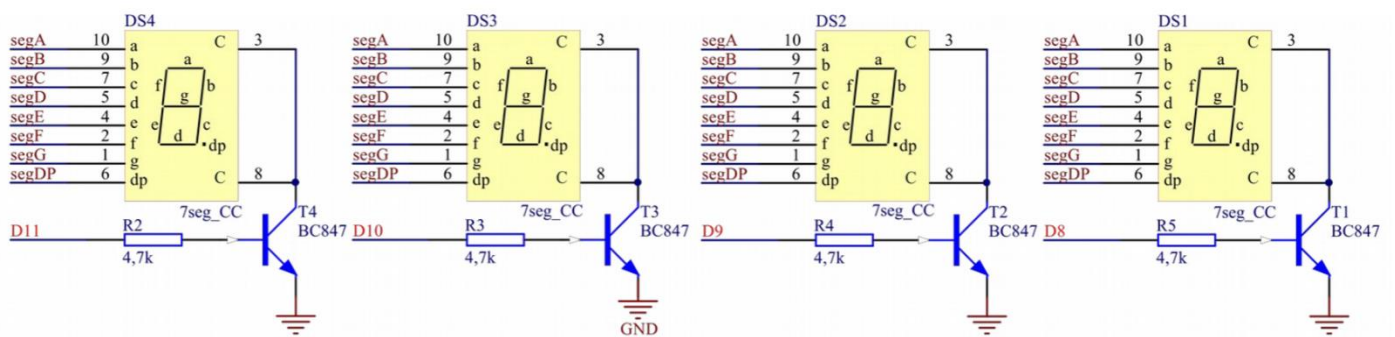 DS4 DS3 DS2 DS1
segA 10 a C 3 segA 10 a C 3 segA 10 a C 3 segA 10 a C 3
segB 9 b a segB 9 b a segB 9 b a segB 9 b a
segC 7 c f b segC 7 c f b segC 7 c f b segC 7 c f b
segD 5 d g segD 5 d g segD 5 d g segD 5 d g
segE 4 e e c segE 4 e e c segE 4 e e c segE 4 e e c
segF 2 f d dp segF 2 f d dp segF 2 f d dp segF 2 f d dp
segG 1 g segG 1 g segG 1 g segG 1 g
segDP 6 dp C 8 segDP 6 dp C 8 segDP 6 dp C 8 segDP 6 dp C 8
7seg_CC T4 7seg_CC T3 7seg_CC T2 7seg_CC T1
D11 R2 BC847 D10 R3 BC847 D9 R4 BC847 D8 R5 BC847
4,7k 4,7k 4,7k 4,7k
GND